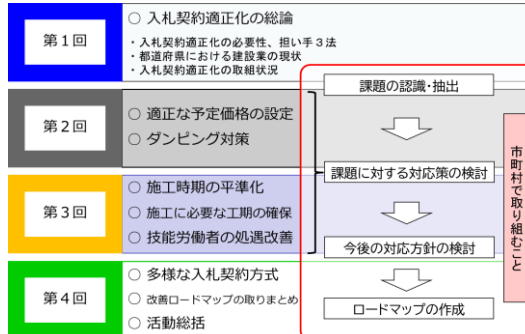 第1回
○ 入札契約適正化の総論
・入札契約適正化の必要性、担い手3法
・都道府県における建設業の現状
・入札契約適正化の取組状況
課題の認識・抽出
第2回
○ 適正な予定価格の設定
○ ダンピング対策
課題に対する対応策の検討
第3回
○ 施工時期の平準化
○ 施工に必要な工期の確保
○ 技能労働者の処遇改善
今後の対応方針の検討
第4回
○ 多様な入札契約方式
○ 改善ロードマップの取りまとめ
○ 活動総括
ロードマップの作成
市町村で取り組むこと